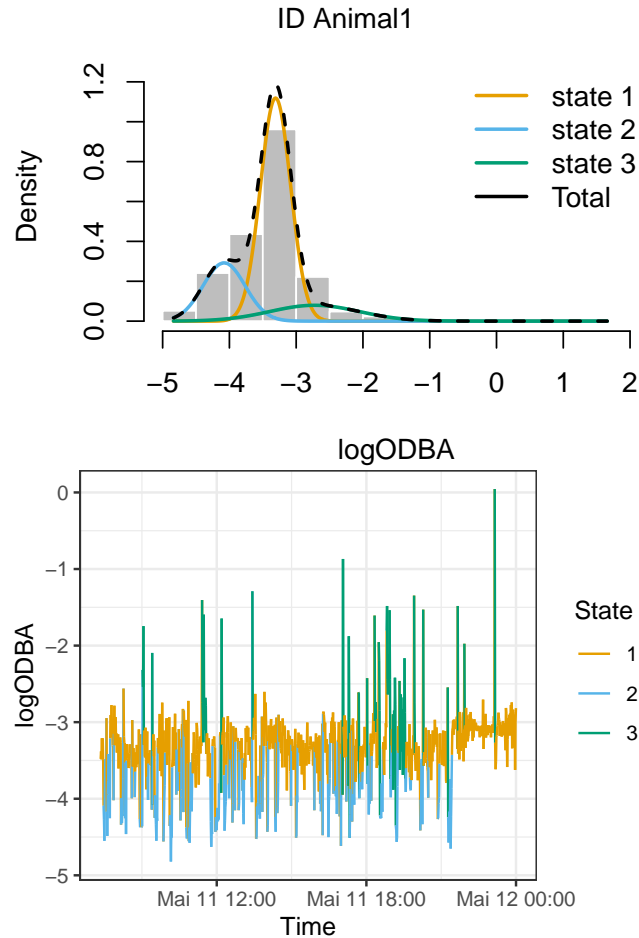 ID Animal1
Density
1.2
0.8
0.4
0.0
state 1
state 2
state 3
Total
−5 −4 −3 −2 −1 0 1 2
logODBA
logODBA
0
−1
−2
−3
−4
−5
State
1
2
3
Mai 11 12:00 Mai 11 18:00 Mai 12 00:00
Time